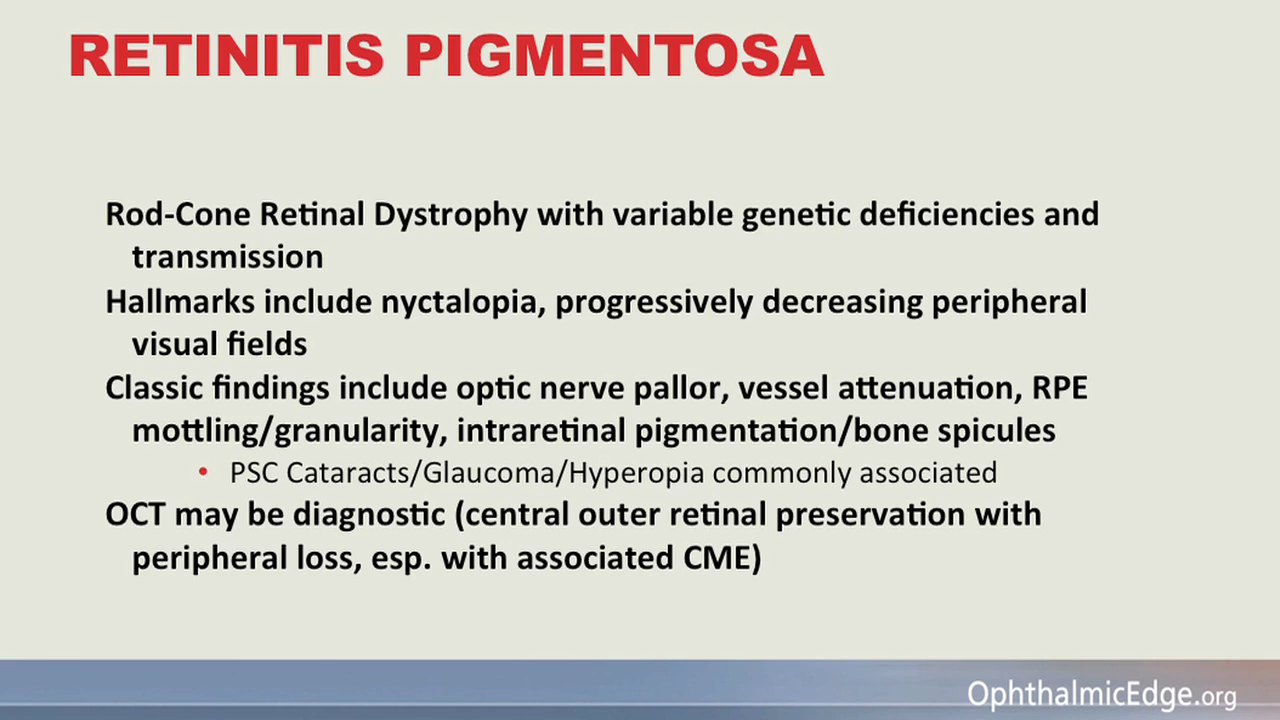 RETINITIS PIGMENTOSA
Rod-Cone Retinal Dystrophy with variable genetic deficiencies and
transmission
Hallmarks include nyctalopia, progressively decreasing peripheral
visual fields
Classic findings include optic nerve pallor, vessel attenuation, RPE
mottling/granularity, intraretinal pigmentation/bone spicules
• PSC Cataracts/Glaucoma/Hyperopia commonly associated
OCT may be diagnostic (central outer retinal preservation with
peripheral loss, esp. with associated CME)
OphthalmicEdge.org